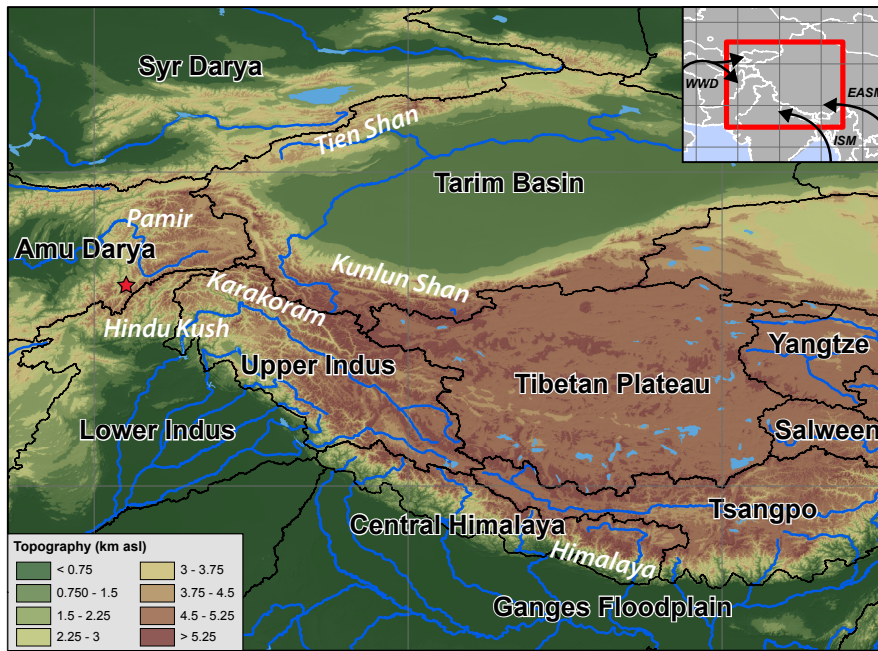 Syr Darya
WWD
EASM
ISM
Tien Shan
Tarim Basin
Pamir
Amu Darya
Kunlun Shan
Karakoram
Hindu Kush
Yangtze
Upper Indus
Tibetan Plateau
Lower Indus
Salween
Tsangpo
Central Himalaya
Himalaya
Ganges Floodplain
Topography (km asl)
< 0.75
3 - 3.75
0.750 - 1.5
3.75 - 4.5
1.5 - 2.25
4.5 - 5.25
2.25 - 3
> 5.25